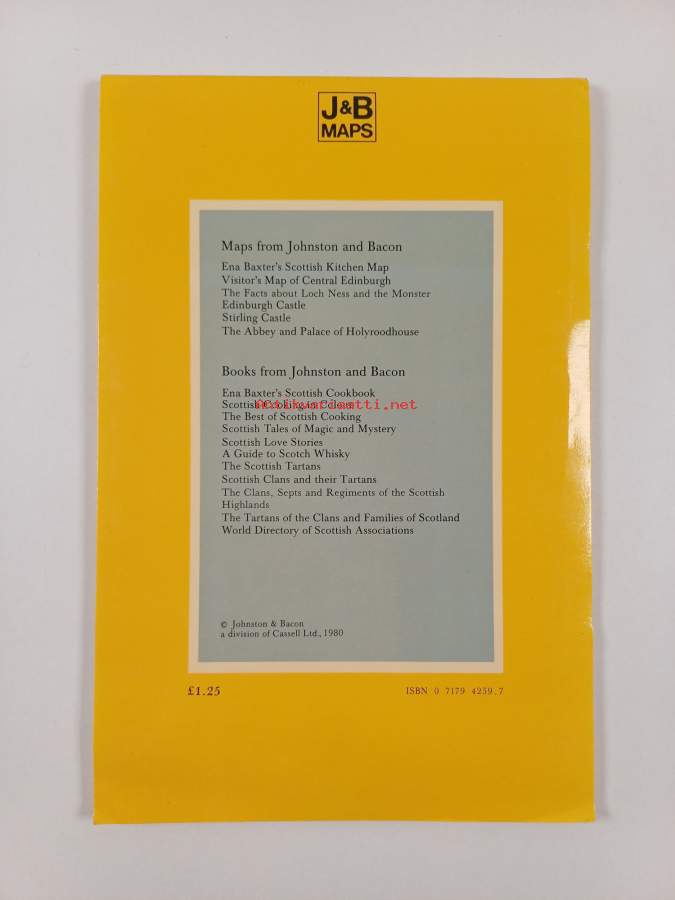 J&B
MAPS
Maps from Johnston and Bacon
Ena Baxter's Scottish Kitchen Map
Visitor's Map of Central Edinburgh
The Facts about Loch Ness and the Monster
Edinburgh Castle
Stirling Castle
The Abbey and Palace of Holyroodhouse
Books from Johnston and Bacon
Ena Baxter's Scottish Cookbook
Scottish Cooking in Colour
Antikvariaatti.net
The Best of Scottish Cooking
Scottish Tales of Magic and Mystery
Scottish Love Stories
A Guide to Scotch Whisky
The Scottish Tartans
Scottish Clans and their Tartans
The Clans, Septs and Regiments of the Scottish
Highlands
The Tartans of the Clans and Families of Scotland
World Directory of Scottish Associations
© Johnston & Bacon
a division of Cassell Ltd., 1980
£1.25
ISBN 0 7179 4259.7